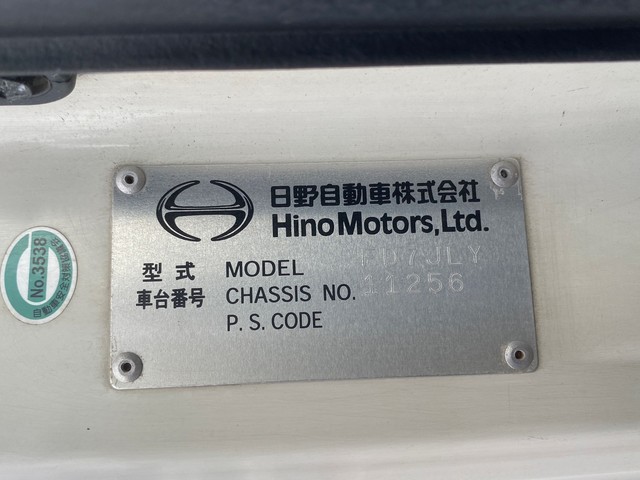 日野自動車株式会社
Hino Motors, Ltd.
型式 MODEL FD7JLY
車台番号 CHASSIS NO. 11256
P. S. CODE
No.3538